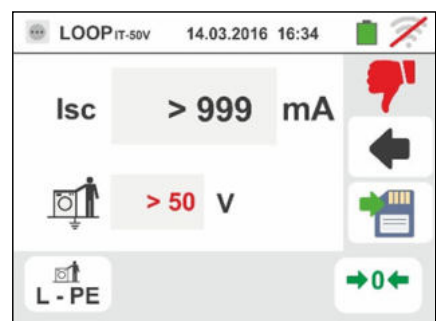 LOOP IT-50V 14.03.2016 16:34
Isc > 999 mA
> 50 V
L - PE
→0←